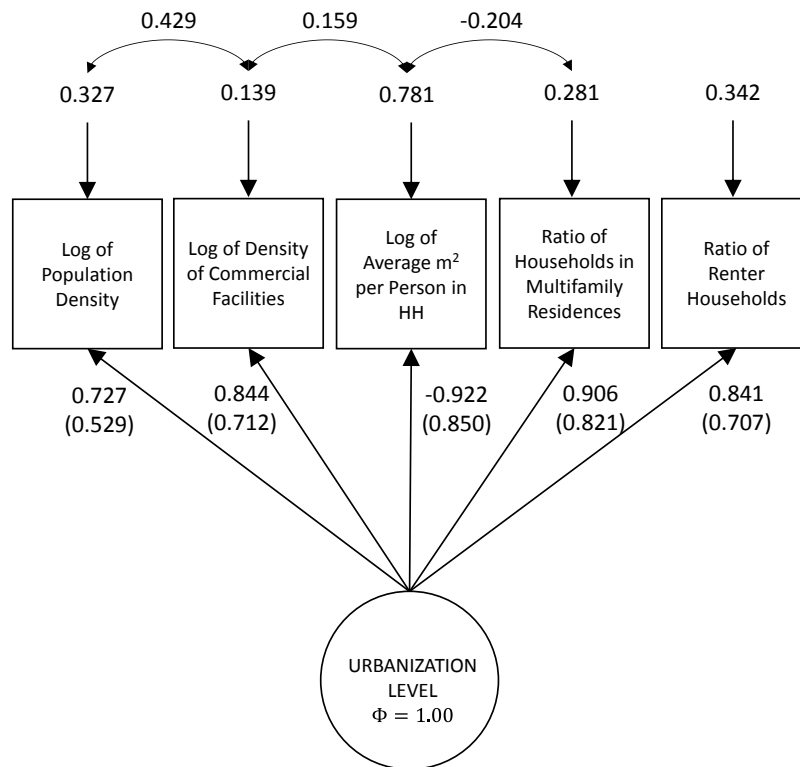 0.429 0.159 -0.204
0.327 0.139 0.781 0.281 0.342
Log of
Population
Density
Log of Density
of Commercial
Facilities
Log of
Average m²
per Person in
HH
Ratio of
Households in
Multifamily
Residences
Ratio of
Renter
Households
0.727
(0.529)
0.844
(0.712)
-0.922
(0.850)
0.906
(0.821)
0.841
(0.707)
URBANIZATION
LEVEL
Φ = 1.00